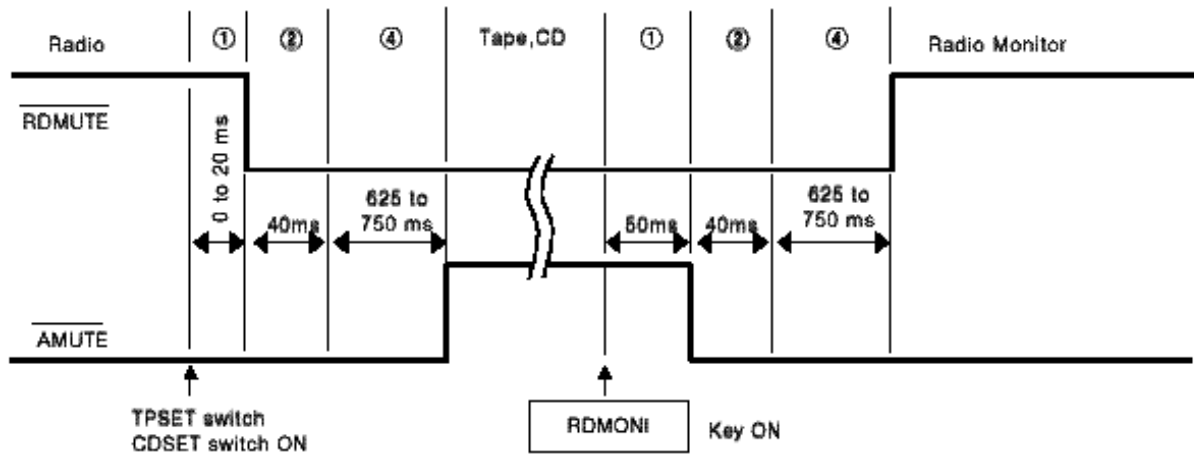 Radio ① ② ④ Tape,CD ① ② ④ Radio Monitor
RDMUTE
0 to 20 ms
40ms
625 to
750 ms
50ms
40ms
625 to
750 ms
AMUTE
TPSET switch
CDSET switch ON
RDMONI
Key ON